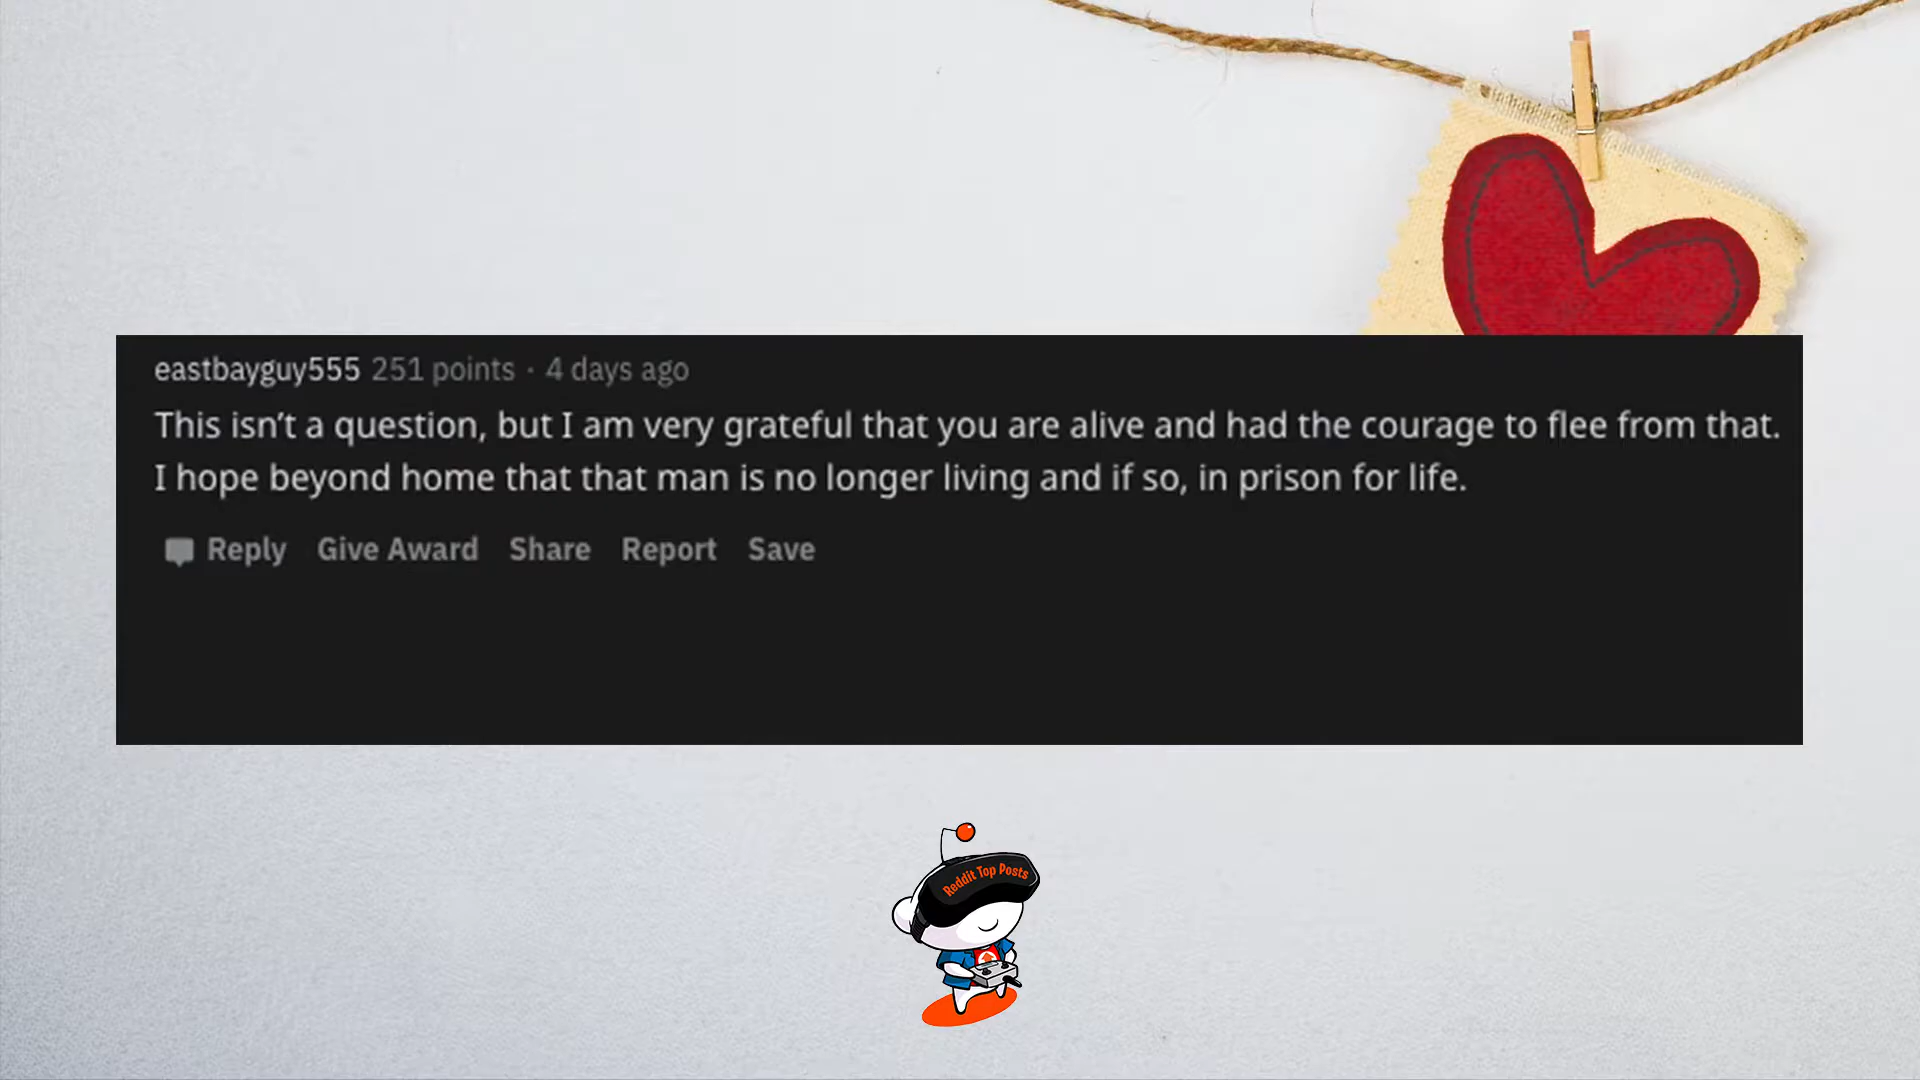 eastbayguy555 251 points · 4 days ago
This isn't a question, but I am very grateful that you are alive and had the courage to flee from that.
I hope beyond home that that man is no longer living and if so, in prison for life.
Reply Give Award Share Report Save
Reddit Top Posts